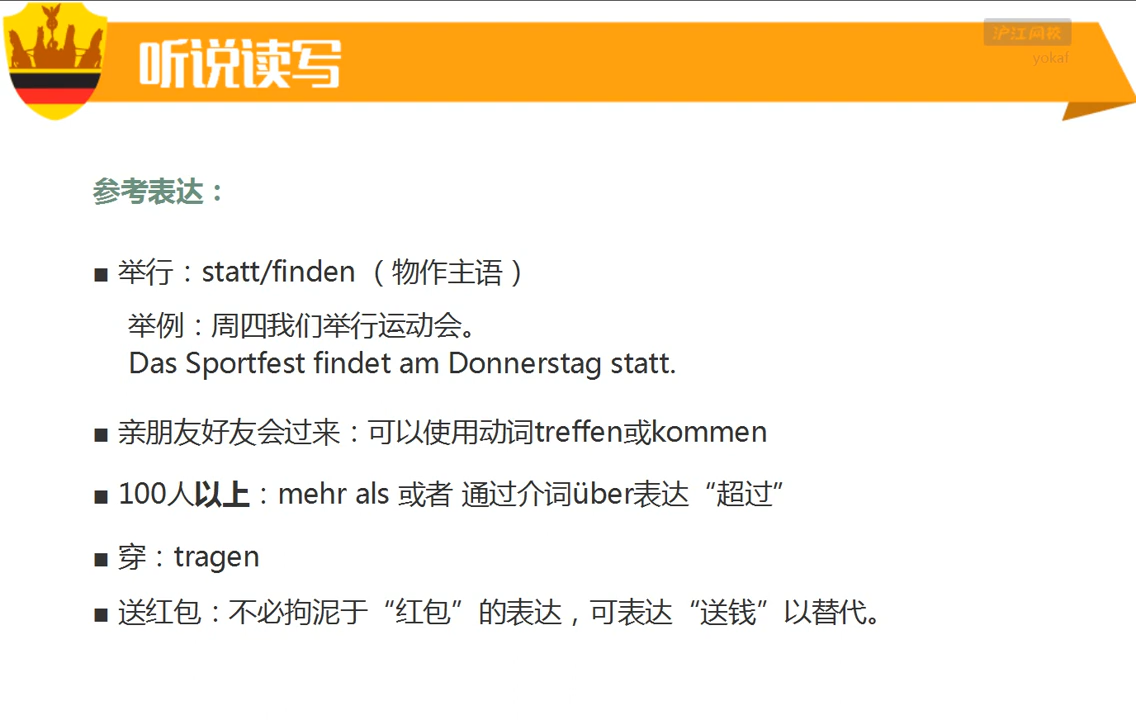 听说读写
沪江网校
yokaf
参考表达：
■ 举行：statt/finden（物作主语）
举例：周四我们举行运动会。
Das Sportfest findet am Donnerstag statt.
■ 亲朋友好友会过来：可以使用动词treffen或kommen
■ 100人以上：mehr als 或者 通过介词über表达“超过”
■ 穿：tragen
■ 送红包：不必拘泥于“红包”的表达，可表达“送钱”以替代。